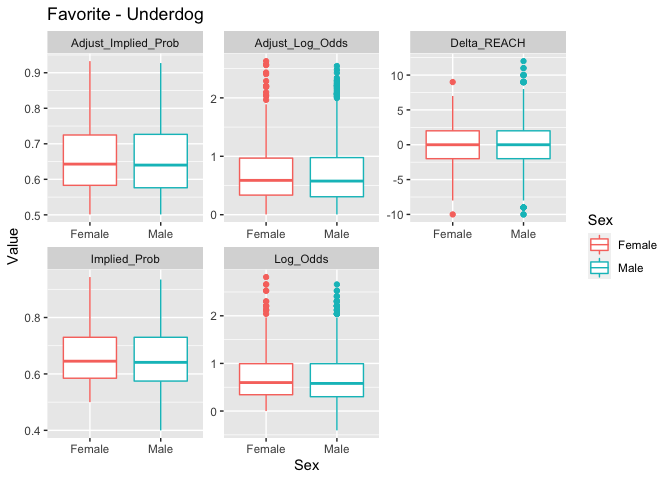 Favorite - Underdog
Adjust_Implied_Prob
Adjust_Log_Odds
Delta_REACH
0.9
0.8
0.7
0.6
0.5
2
1
0
10
5
0
-5
-10
Female
Male
Female
Male
Female
Male
Value
Sex
Female
Male
Implied_Prob
Log_Odds
0.8
0.6
0.4
2
1
0
Female
Male
Female
Male
Sex